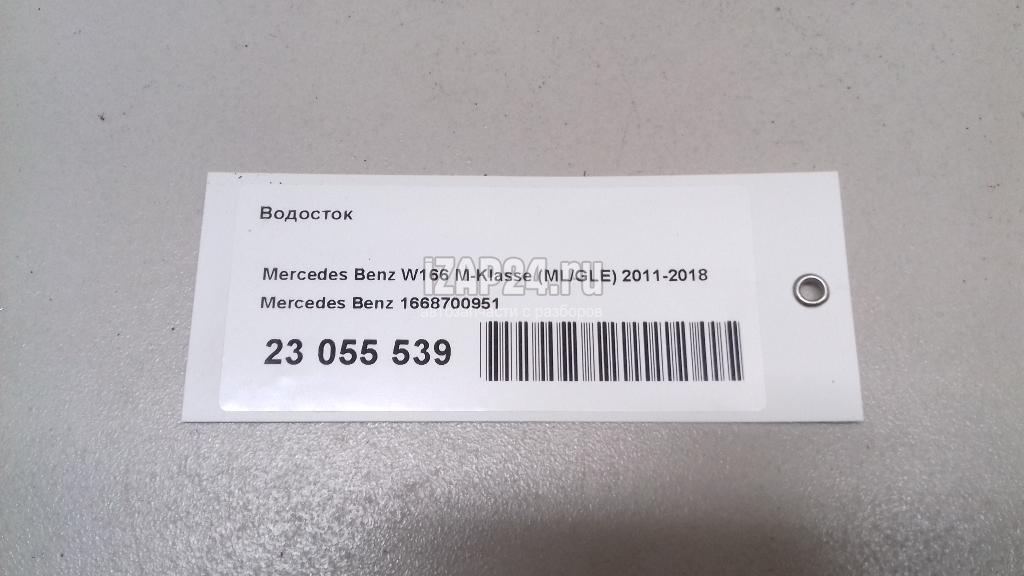 Водосток
Mercedes Benz W166 M-Klasse (ML/GLE) 2011-2018
iZAP24.ru
Mercedes Benz 1668700951
автозапчасти с разборов
23 055 539